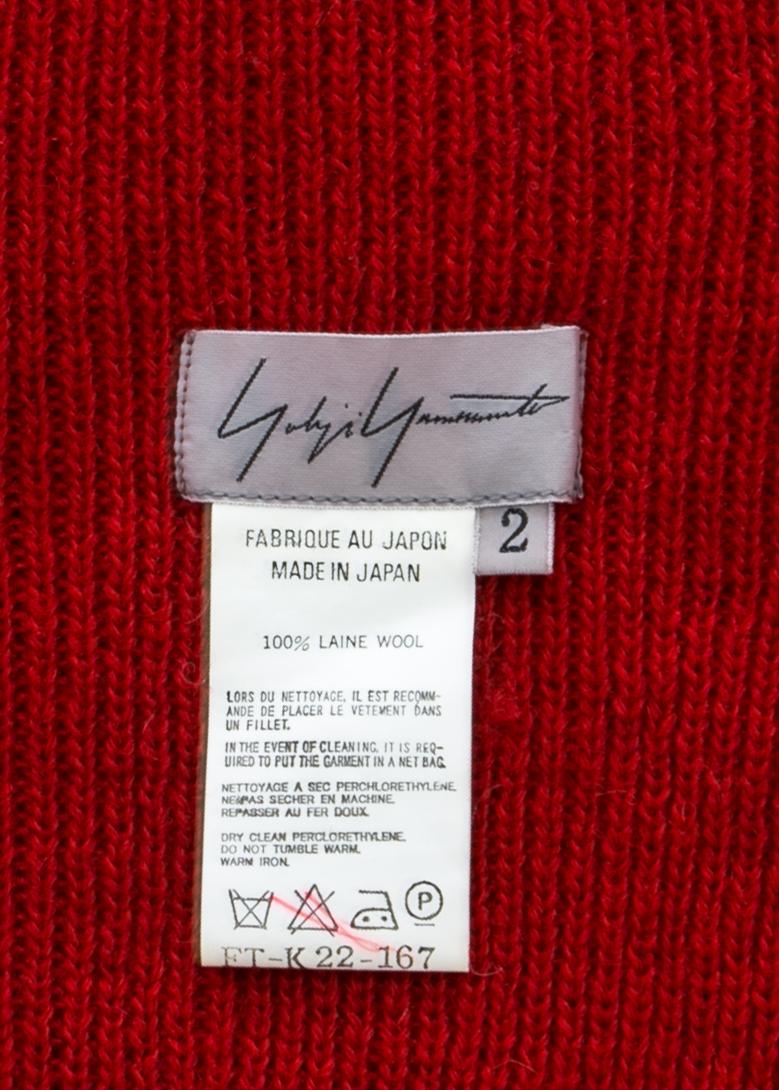 Yohji Yamamoto
2
FABRIQUE AU JAPON
MADE IN JAPAN
100% LAINE WOOL
LORS DU NETTOYAGE, IL EST RECOMM-
ANDE DE PLACER LE VETEMENT DANS
UN FILLET.
IN THE EVENT OF CLEANING, IT IS REQ-
UIRED TO PUT THE GARMENT IN A NET BAG.
NETTOYAGE A SEC PERCHLORETHYLENE.
SECHER EN MACHINE.
REPASSER AU FER DOUX.
DRY CLEAN PERCLORETHYLENE.
DO NOT TUMBLE WARM.
WARM IRON.
P
FT-K 22-167